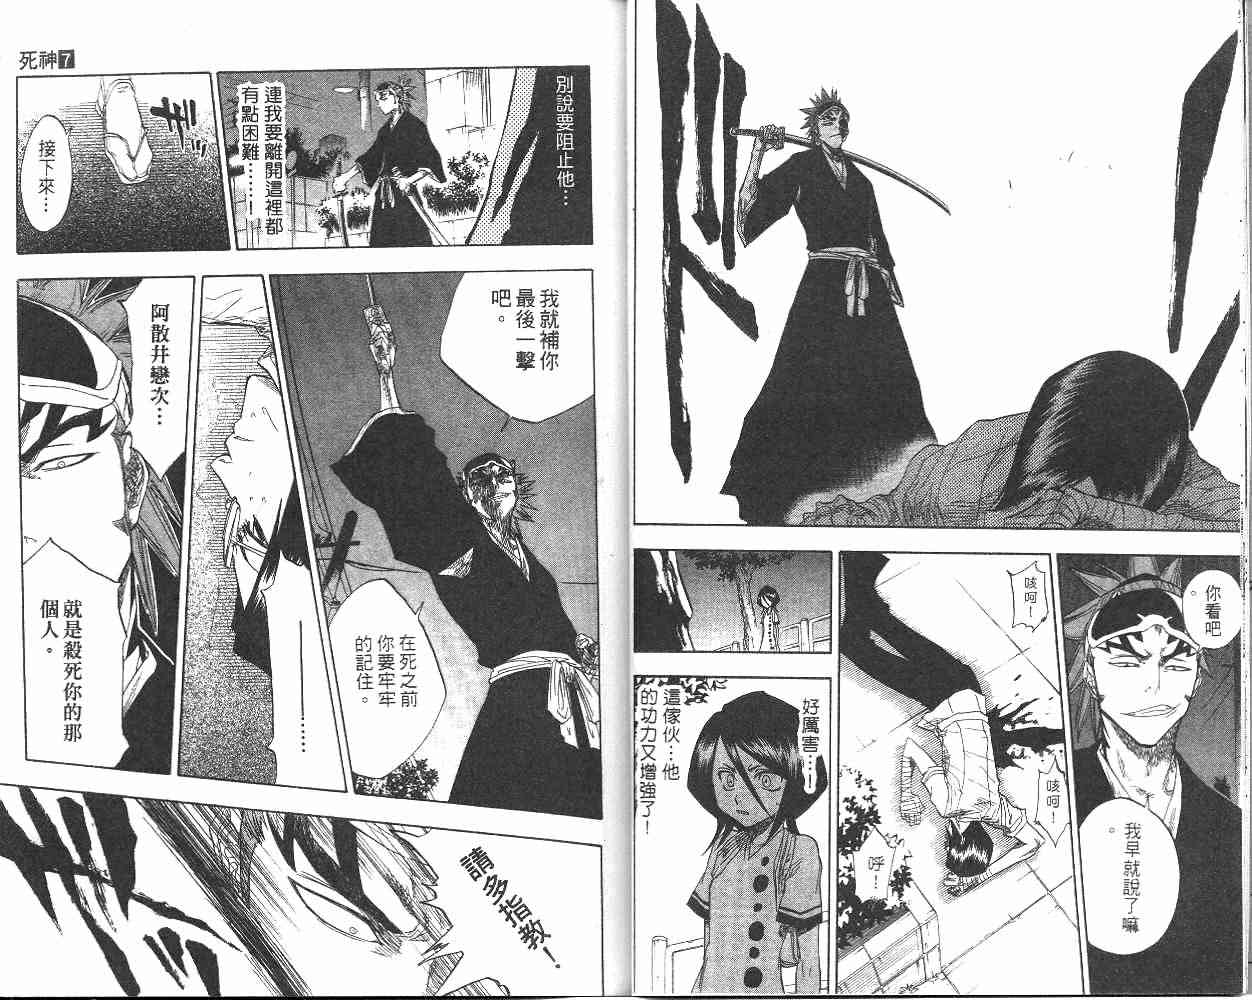 你看吧。
我早就說了嘛。
咳呵！
咳呵！
呼…！
好厲害…！
這傢伙…他
的功力又增強了！
死神7
別說要阻止他…
連我要離開這裡都
有點困難………！
接下來…
我就補你
最後一擊
吧。
在死之前
你要牢牢
的記住。
──………
阿散井戀次…
就是殺死你的那
個人。
請多指教！